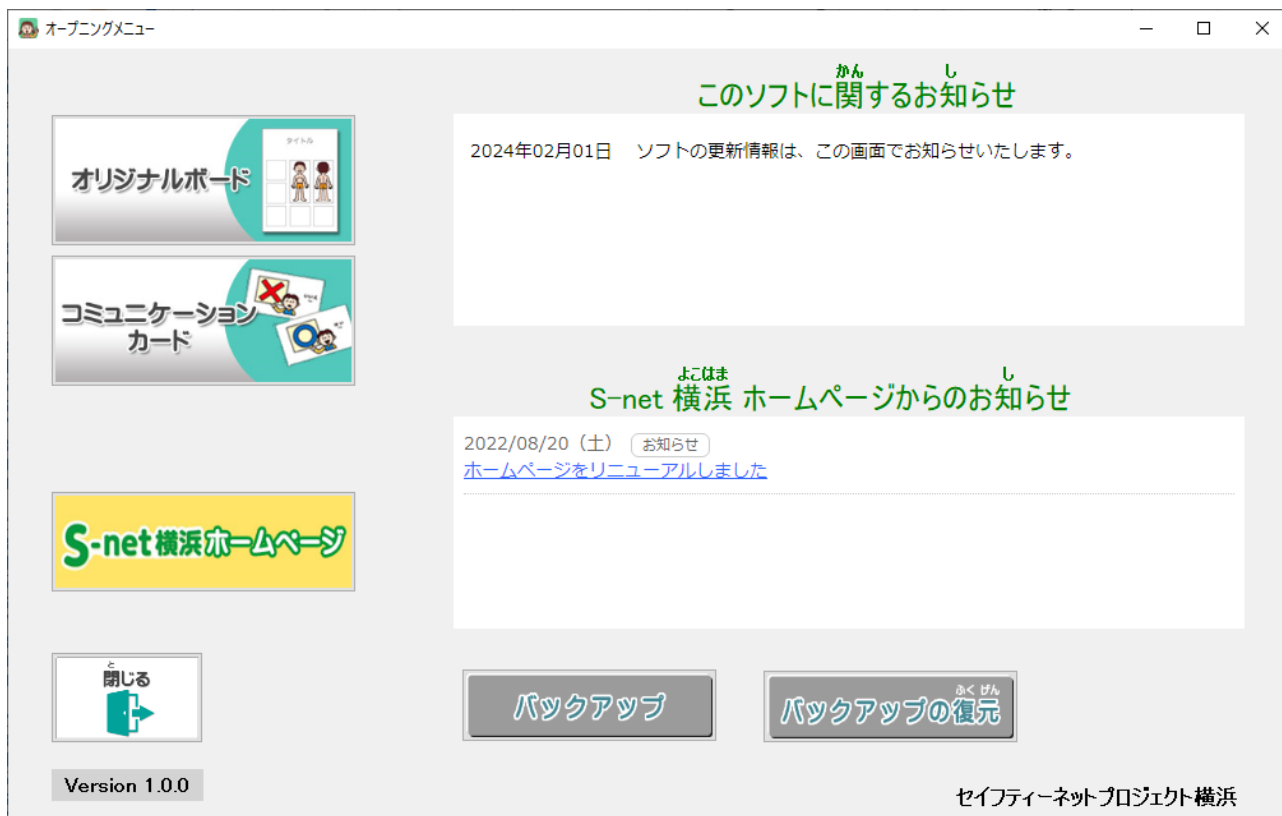 オープニングメニュー
かん し
このソフトに関するお知らせ
2024年02月01日 ソフトの更新情報は、この画面でお知らせいたします。
タイトル
オリジナルボード
コミュニケーション
カード
よこはま し
S-net 横浜 ホームページからのお知らせ
2022/08/20（土） お知らせ
ホームページをリニューアルしました
S-net横浜ホームページ
と
閉じる
バックアップ
ふくげん
バックアップの復元
Version 1.0.0
セイフティーネットプロジェクト横浜